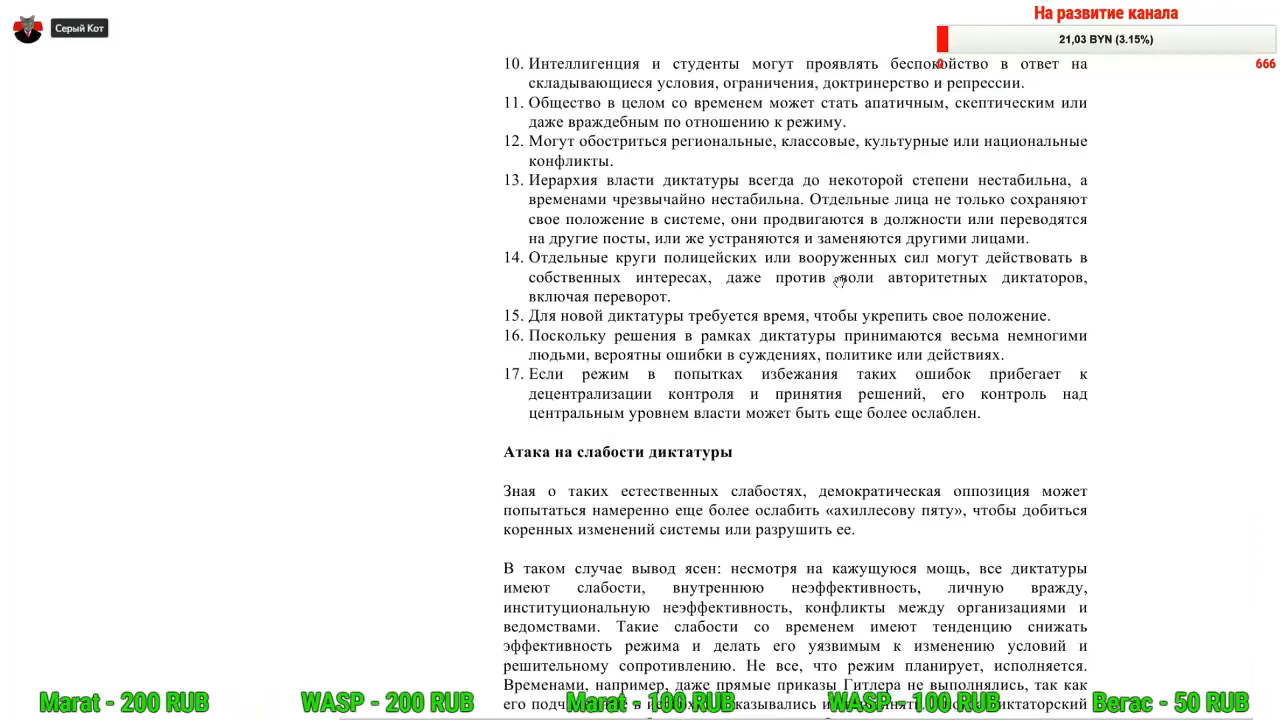 Серый Кот
На развитие канала
21,03 BYN (3.15%)
0
666
10. Интеллигенция и студенты могут проявлять беспокойство в ответ на
складывающиеся условия, ограничения, доктринерство и репрессии.
11. Общество в целом со временем может стать апатичным, скептическим или
даже враждебным по отношению к режиму.
12. Могут обостриться региональные, классовые, культурные или национальные
конфликты.
13. Иерархия власти диктатуры всегда до некоторой степени нестабильна, а
временами чрезвычайно нестабильна. Отдельные лица не только сохраняют
свое положение в системе, они продвигаются в должности или переводятся
на другие посты, или же устраняются и заменяются другими лицами.
14. Отдельные круги полицейских или вооруженных сил могут действовать в
собственных интересах, даже против воли авторитетных диктаторов,
включая переворот.
15. Для новой диктатуры требуется время, чтобы укрепить свое положение.
16. Поскольку решения в рамках диктатуры принимаются весьма немногими
людьми, вероятны ошибки в суждениях, политике или действиях.
17. Если режим в попытках избежания таких ошибок прибегает к
децентрализации контроля и принятия решений, его контроль над
центральным уровнем власти может быть еще более ослаблен.
Атака на слабости диктатуры
Зная о таких естественных слабостях, демократическая оппозиция может
попытаться намеренно еще более ослабить «ахиллесову пяту», чтобы добиться
коренных изменений системы или разрушить ее.
В таком случае вывод ясен: несмотря на кажущуюся мощь, все диктатуры
имеют слабости, внутреннюю неэффективность, личную вражду,
институциональную неэффективность, конфликты между организациями и
ведомствами. Такие слабости со временем имеют тенденцию снижать
эффективность режима и делать его уязвимым к изменению условий и
решительному сопротивлению. Не все, что режим планирует, исполняется.
Временами, например, даже прямые приказы Гитлера не выполнялись, так как
его
Marat - 200 RUB WASP - 200 RUB Marat - 100 RUB WASP - 100 RUB Вегас - 50 RUB